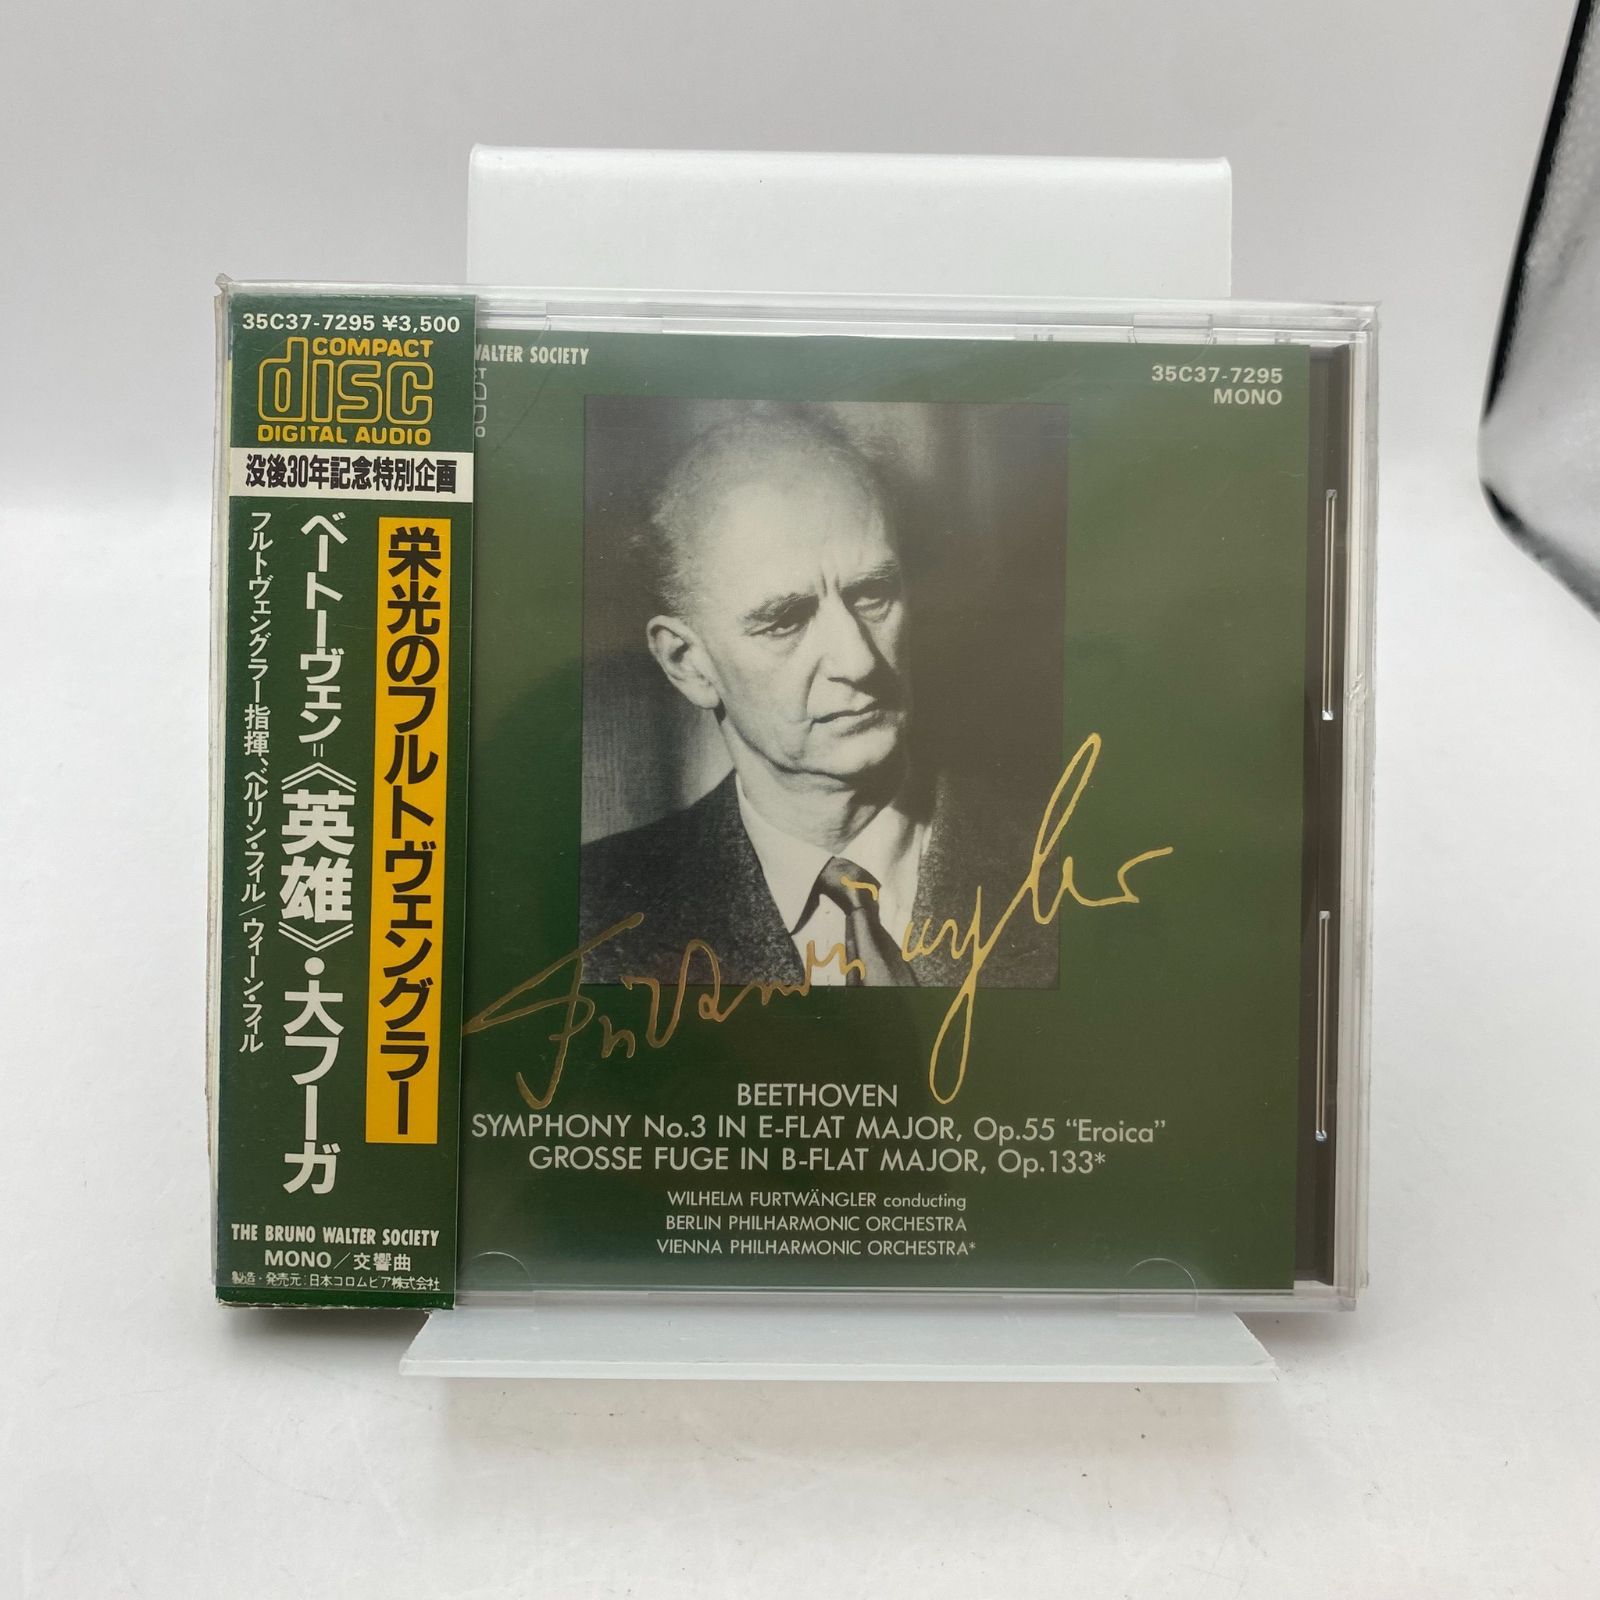 35C37-7295 ¥3,500
COMPACT
disc
DIGITAL AUDIO
没後30年記念特別企画
栄光のフルトヴェングラー
ベートーヴェン=《英雄》・大フーガ
フルトヴェングラー指揮、ベルリン・フィル/ウィーン・フィル
THE BRUNO WALTER SOCIETY
MONO/交響曲
製造・発売元:日本コロムビア株式会社
WALTER SOCIETY
35C37-7295
MONO
BEETHOVEN
SYMPHONY No.3 IN E-FLAT MAJOR, Op.55 “Eroica”
GROSSE FUGE IN B-FLAT MAJOR, Op.133*
WILHELM FURTWÄNGLER conducting
BERLIN PHILHARMONIC ORCHESTRA
VIENNA PHILHARMONIC ORCHESTRA*